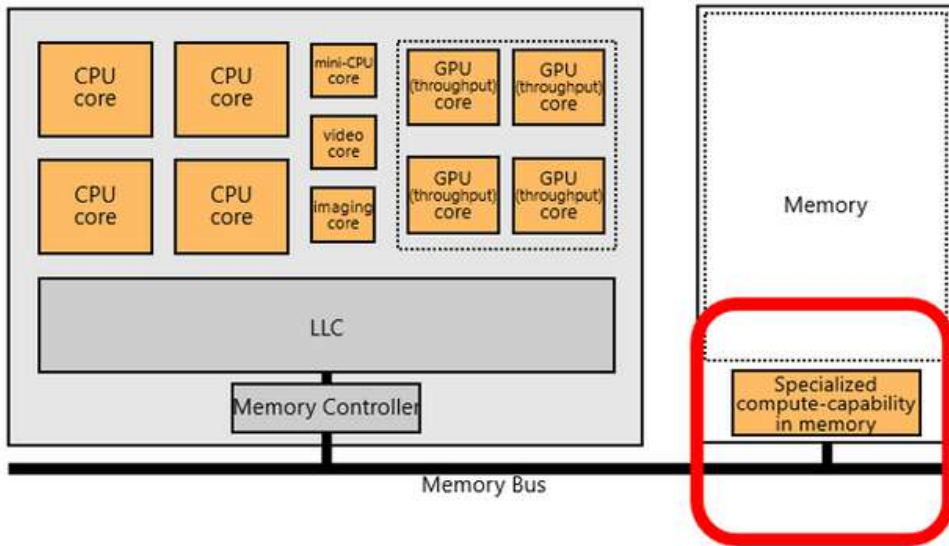 CPU
core
CPU
core
mini-CPU
core
video
core
imaging
core
GPU
(throughput)
core
GPU
(throughput)
core
CPU
core
CPU
core
GPU
(throughput)
core
GPU
(throughput)
core
LLC
Memory Controller
Memory Bus
Memory
Specialized
compute-capability
in memory